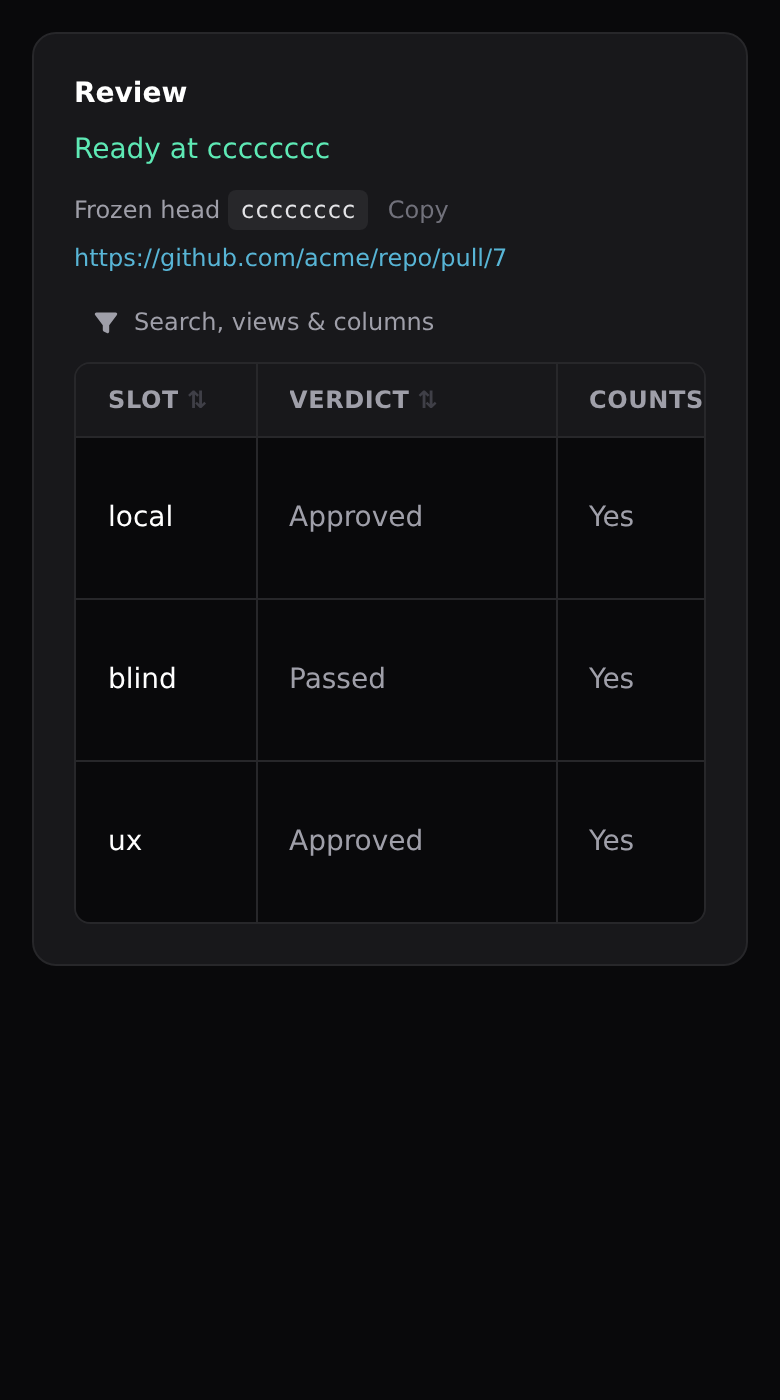 Review
Ready at cccccccc
Frozen head cccccccc Copy
https://github.com/acme/repo/pull/7
Search, views & columns
SLOT ⇅ VERDICT ⇅ COUNTS
local Approved Yes
blind Passed Yes
ux Approved Yes